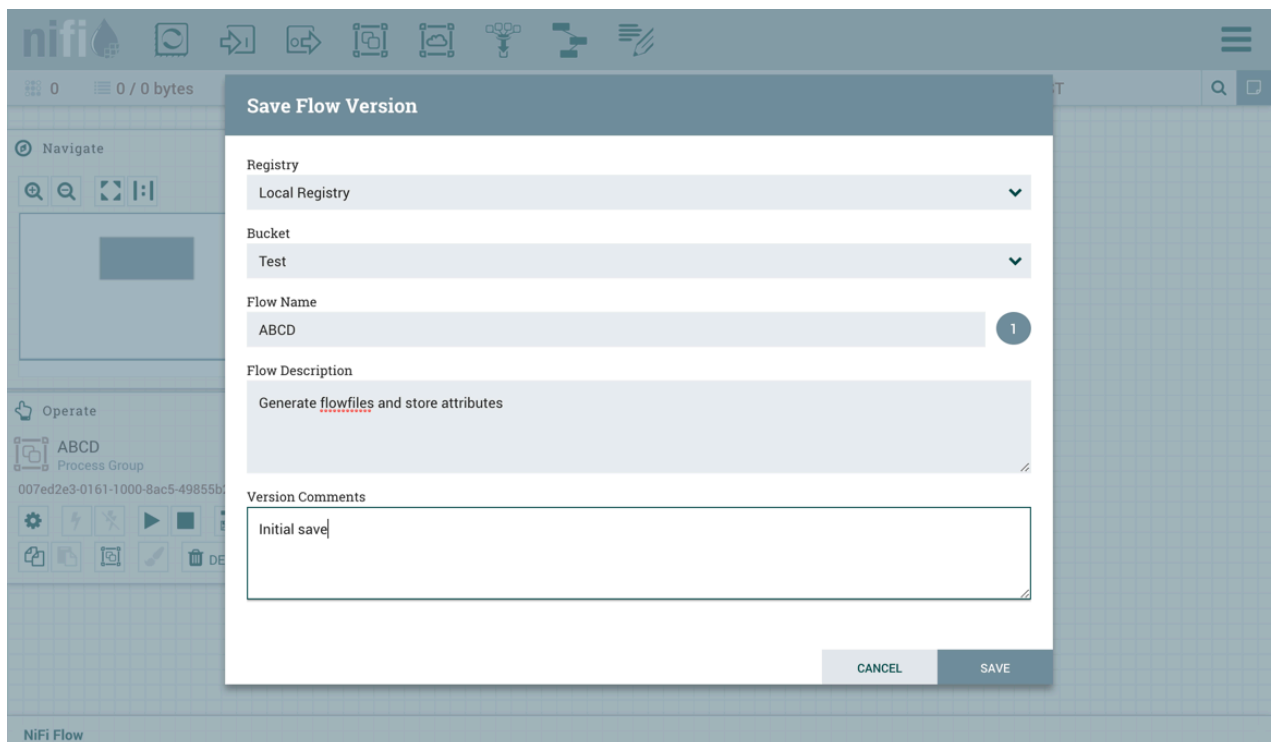 nifi
0
0 / 0 bytes
ST
Save Flow Version
Navigate
Registry
Local Registry
Bucket
Test
Flow Name
ABCD
1
Flow Description
Generate flowfiles and store attributes
Operate
ABCD
Process Group
007ed2e3-0161-1000-8ac5-49855b
Version Comments
Initial save
DE
CANCEL
SAVE
NiFi Flow